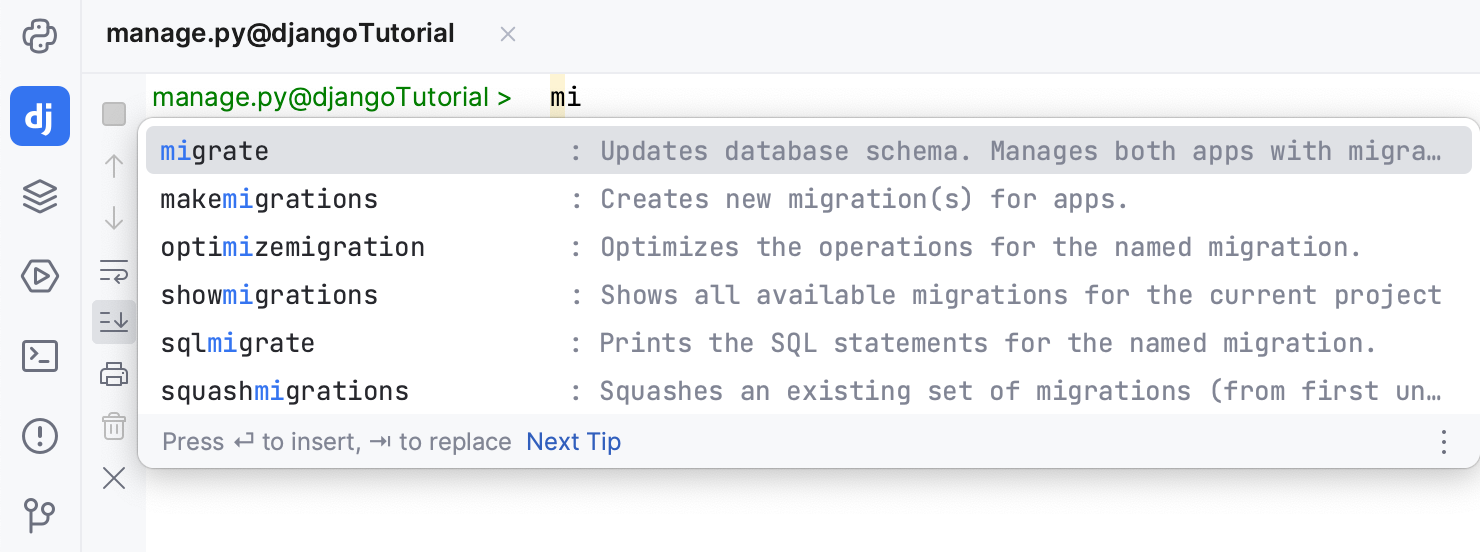 manage.py@djangoTutorial
dj
manage.py@djangoTutorial > mi
migrate : Updates database schema. Manages both apps with migra…
makemigrations : Creates new migration(s) for apps.
optimizemigration : Optimizes the operations for the named migration.
showmigrations : Shows all available migrations for the current project
sqlmigrate : Prints the SQL statements for the named migration.
squashmigrations : Squashes an existing set of migrations (from first un…
Press ↵ to insert, ⇥ to replace Next Tip